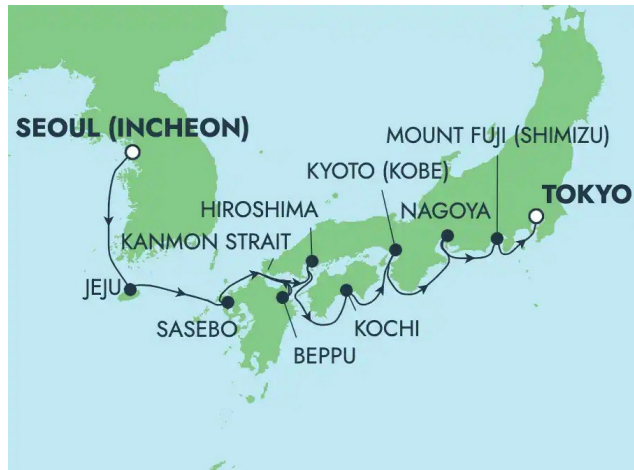 SEOUL (INCHEON)
MOUNT FUJI (SHIMIZU)
KYOTO (KOBE)
TOKYO
HIROSHIMA
NAGOYA
KANMON STRAIT
JEJU
SASEBO
KOCHI
BEPPU